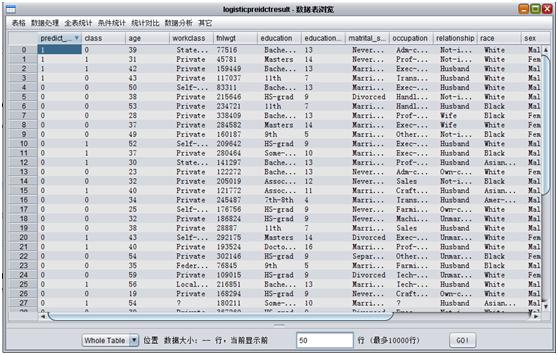 logisticpreidctresult - 数据表浏览
表格 数据处理 全表统计 条件统计 统计对比 数据分析 其它
predict_... class age workclass fnlwgt education education... matrital_s... occupation relationship race sex
0 1 0 39 State... 77516 Bache... 13 Never... Adm-c... Not-i... White Mal
1 1 1 31 Private 45781 Masters 14 Never... Prof-... Not-i... White Fem
2 1 1 42 Private 159449 Bache... 13 Marri... Exec-... Husband White Mal
3 0 1 43 Private 117037 11th 7 Marri... Trans... Husband White Mal
4 0 0 50 Self-... 83311 Bache... 13 Marri... Exec-... Husband White Mal
5 0 0 38 Private 215646 HS-grad 9 Divorced Handl... Not-i... White Mal
6 0 0 53 Private 234721 11th 7 Marri... Handl... Husband Black Mal
7 0 0 28 Private 338409 Bache... 13 Marri... Prof-... Wife Black Fem
8 0 0 37 Private 284582 Masters 14 Marri... Exec-... Wife White Fem
9 0 0 49 Private 160187 9th 5 Marri... Other... Not-i... Black Fem
10 0 1 52 Self-... 209642 HS-grad 9 Marri... Exec-... Husband White Mal
11 0 1 37 Private 280464 Some-... 10 Marri... Exec-... Husband Black Mal
12 0 1 30 State... 141297 Bache... 13 Marri... Prof-... Husband Asian... Mal
13 0 0 23 Private 122272 Bache... 13 Never... Adm-c... Own-c... White Fem
14 0 0 32 Private 205019 Assoc... 12 Never... Sales Not-i... Black Mal
15 0 1 40 Private 121772 Assoc... 11 Marri... Craft... Husband Asian... Mal
16 0 0 34 Private 245487 7th-8th 4 Marri... Trans... Husband Amer-... Mal
17 0 0 25 Self-... 176756 HS-grad 9 Never... Farmi... Own-c... White Mal
18 0 0 32 Private 186824 HS-grad 9 Never... Machi... Unmar... White Mal
19 0 0 38 Private 28887 11th 7 Marri... Sales Husband White Mal
20 0 1 43 Self-... 292175 Masters 14 Divorced Exec-... Unmar... White Fem
21 0 1 40 Private 193524 Docto... 16 Marri... Prof-... Husband White Mal
22 0 0 54 Private 302146 HS-grad 9 Separ... Other... Unmar... Black Fem
23 0 0 35 Feder... 76845 9th 5 Marri... Farmi... Husband Black Mal
24 0 0 59 Private 109015 HS-grad 9 Divorced Tech-... Unmar... White Fem
25 0 1 56 Local... 216851 Bache... 13 Marri... Tech-... Husband White Mal
26 0 0 19 Private 168294 HS-grad 9 Never... Craft... Own-c... White Mal
27 0 1 54 ? 180211 Some-... 10 Marri... ? Husband Asian... Mal
Whole Table 位置 数据大小: -- 行, 当前显示前 50 行 (最多10000行) GO!